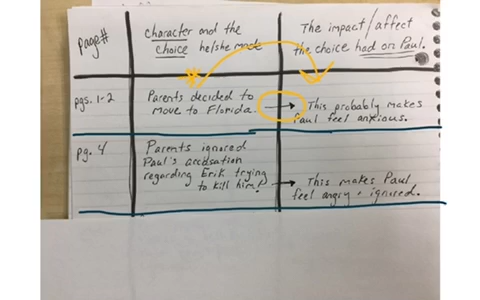 page#
character and the
choice he/she made
The impact/affect
the choice had on Paul.
pgs. 1-2
Parents decided to
move to Florida.
This probably makes
Paul feel anxious.
pg. 4
Parents ignored
Paul's accusation
regarding Erik trying
to kill him!
This makes Paul
feel angry + ignored.